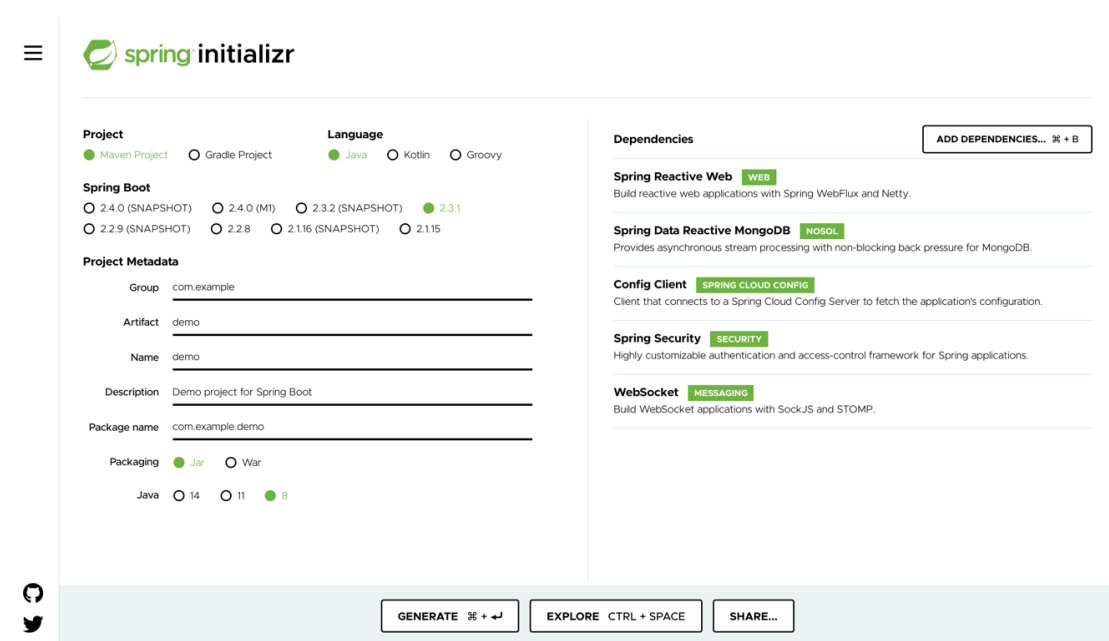 spring initializr
Project
Maven Project Gradle Project
Language
Java Kotlin Groovy
Spring Boot
2.4.0 (SNAPSHOT) 2.4.0 (M1) 2.3.2 (SNAPSHOT) 2.3.1
2.2.9 (SNAPSHOT) 2.2.8 2.1.16 (SNAPSHOT) 2.1.15
Project Metadata
Group com.example
Artifact demo
Name demo
Description Demo project for Spring Boot
Package name com.example.demo
Packaging Jar War
Java 14 11 8
Dependencies ADD DEPENDENCIES... ⌘ + B
Spring Reactive Web WEB
Build reactive web applications with Spring WebFlux and Netty.
Spring Data Reactive MongoDB NOSQL
Provides asynchronous stream processing with non-blocking back pressure for MongoDB.
Config Client SPRING CLOUD CONFIG
Client that connects to a Spring Cloud Config Server to fetch the application's configuration.
Spring Security SECURITY
Highly customizable authentication and access-control framework for Spring applications.
WebSocket MESSAGING
Build WebSocket applications with SockJS and STOMP.
GENERATE ⌘ + ↵ EXPLORE CTRL + SPACE SHARE...